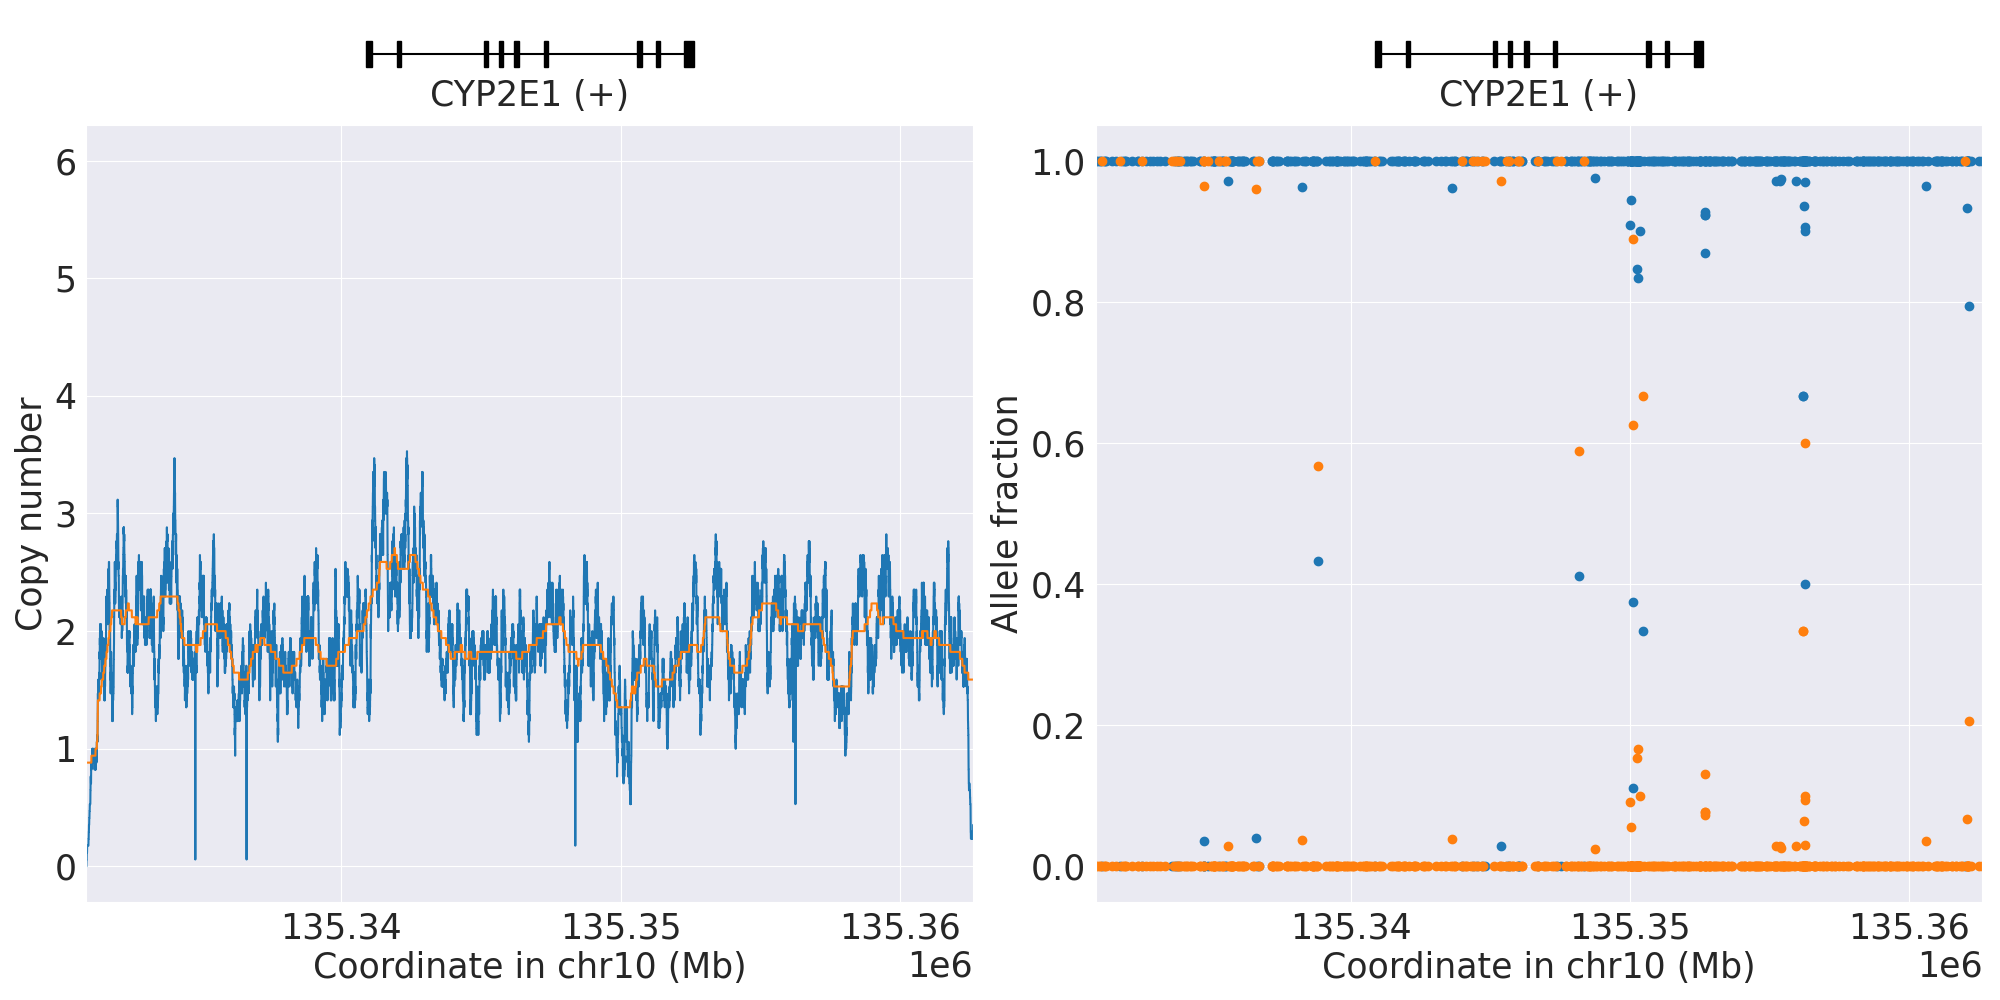 CYP2E1 (+)
6
5
4
3
2
1
0
Copy number
135.34 135.35 135.36
Coordinate in chr10 (Mb)
1e6
CYP2E1 (+)
1.0
0.8
0.6
0.4
0.2
0.0
Allele fraction
135.34 135.35 135.36
Coordinate in chr10 (Mb)
1e6